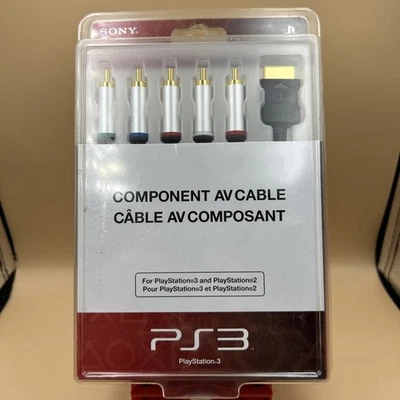 SONY
COMPONENT AV CABLE
CÂBLE AV COMPOSANT
For PlayStation®3 and PlayStation®2
Pour PlayStation®3 et PlayStation®2
PS3
PlayStation®3